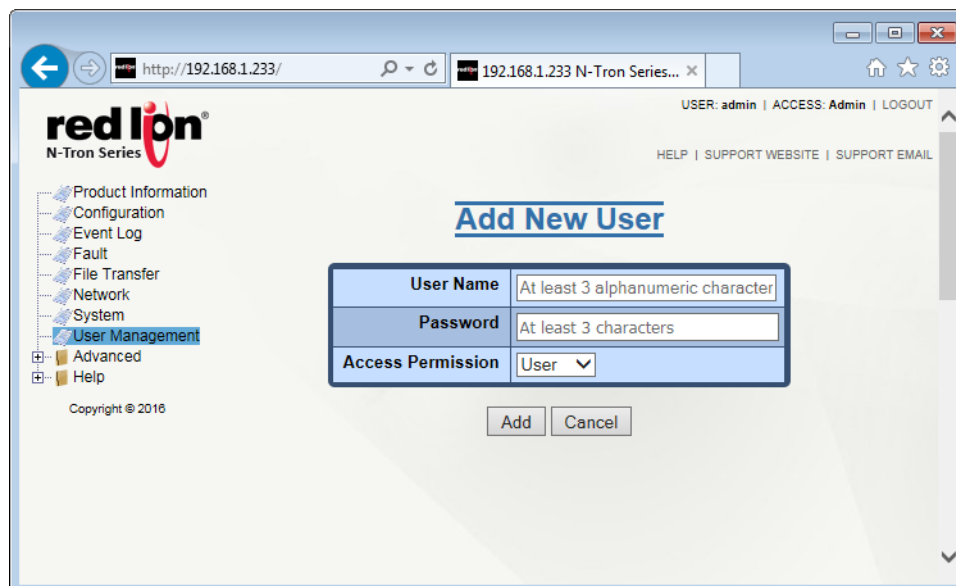 http://192.168.1.233/
192.168.1.233 N-Tron Series...
red lion®
N-Tron Series
USER: admin | ACCESS: Admin | LOGOUT
HELP | SUPPORT WEBSITE | SUPPORT EMAIL
Product Information
Configuration
Event Log
Fault
File Transfer
Network
System
User Management
Advanced
Help
Copyright © 2016
Add New User
User Name At least 3 alphanumeric character
Password At least 3 characters
Access Permission User
Add Cancel